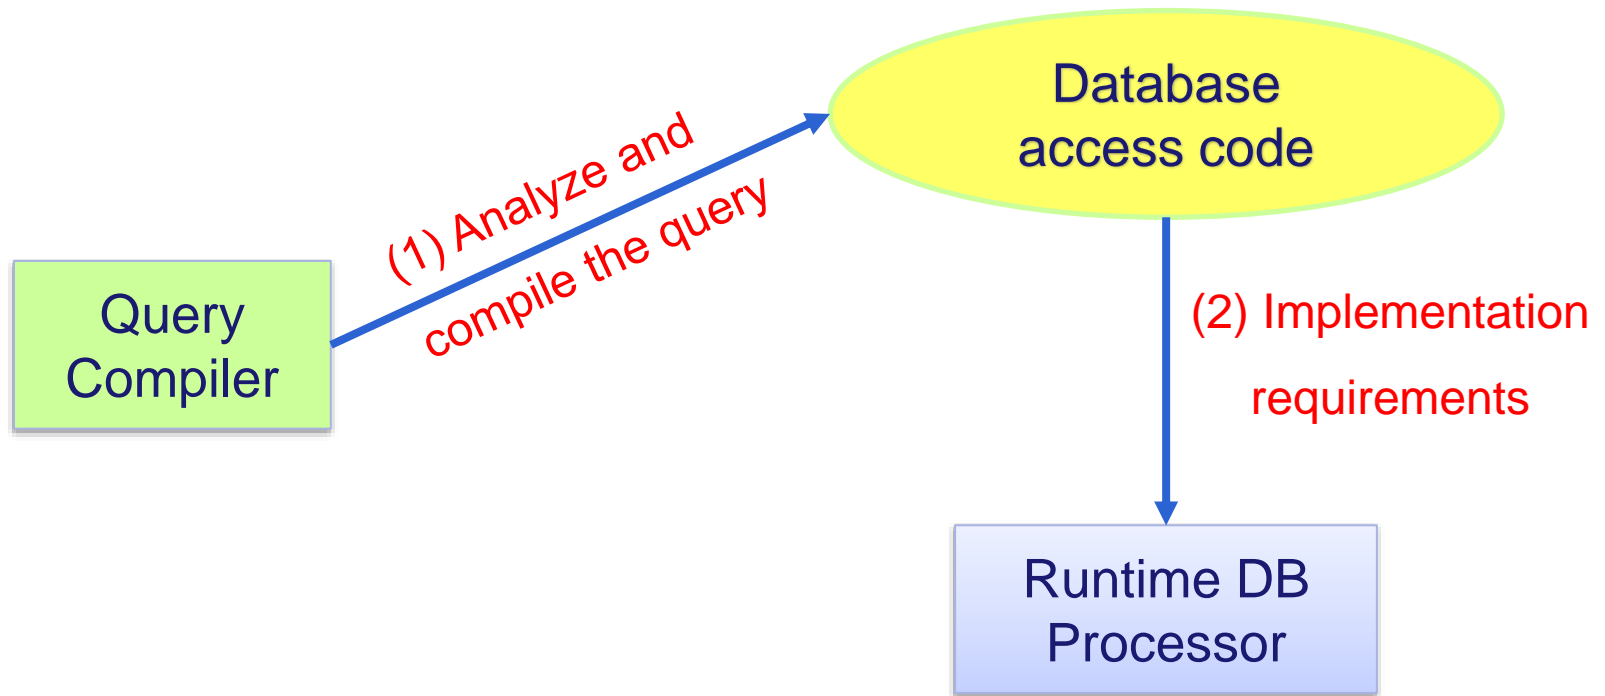 Database
access code
(1) Analyze and
compile the query
Query
Compiler
(2) Implementation
requirements
Runtime DB
Processor